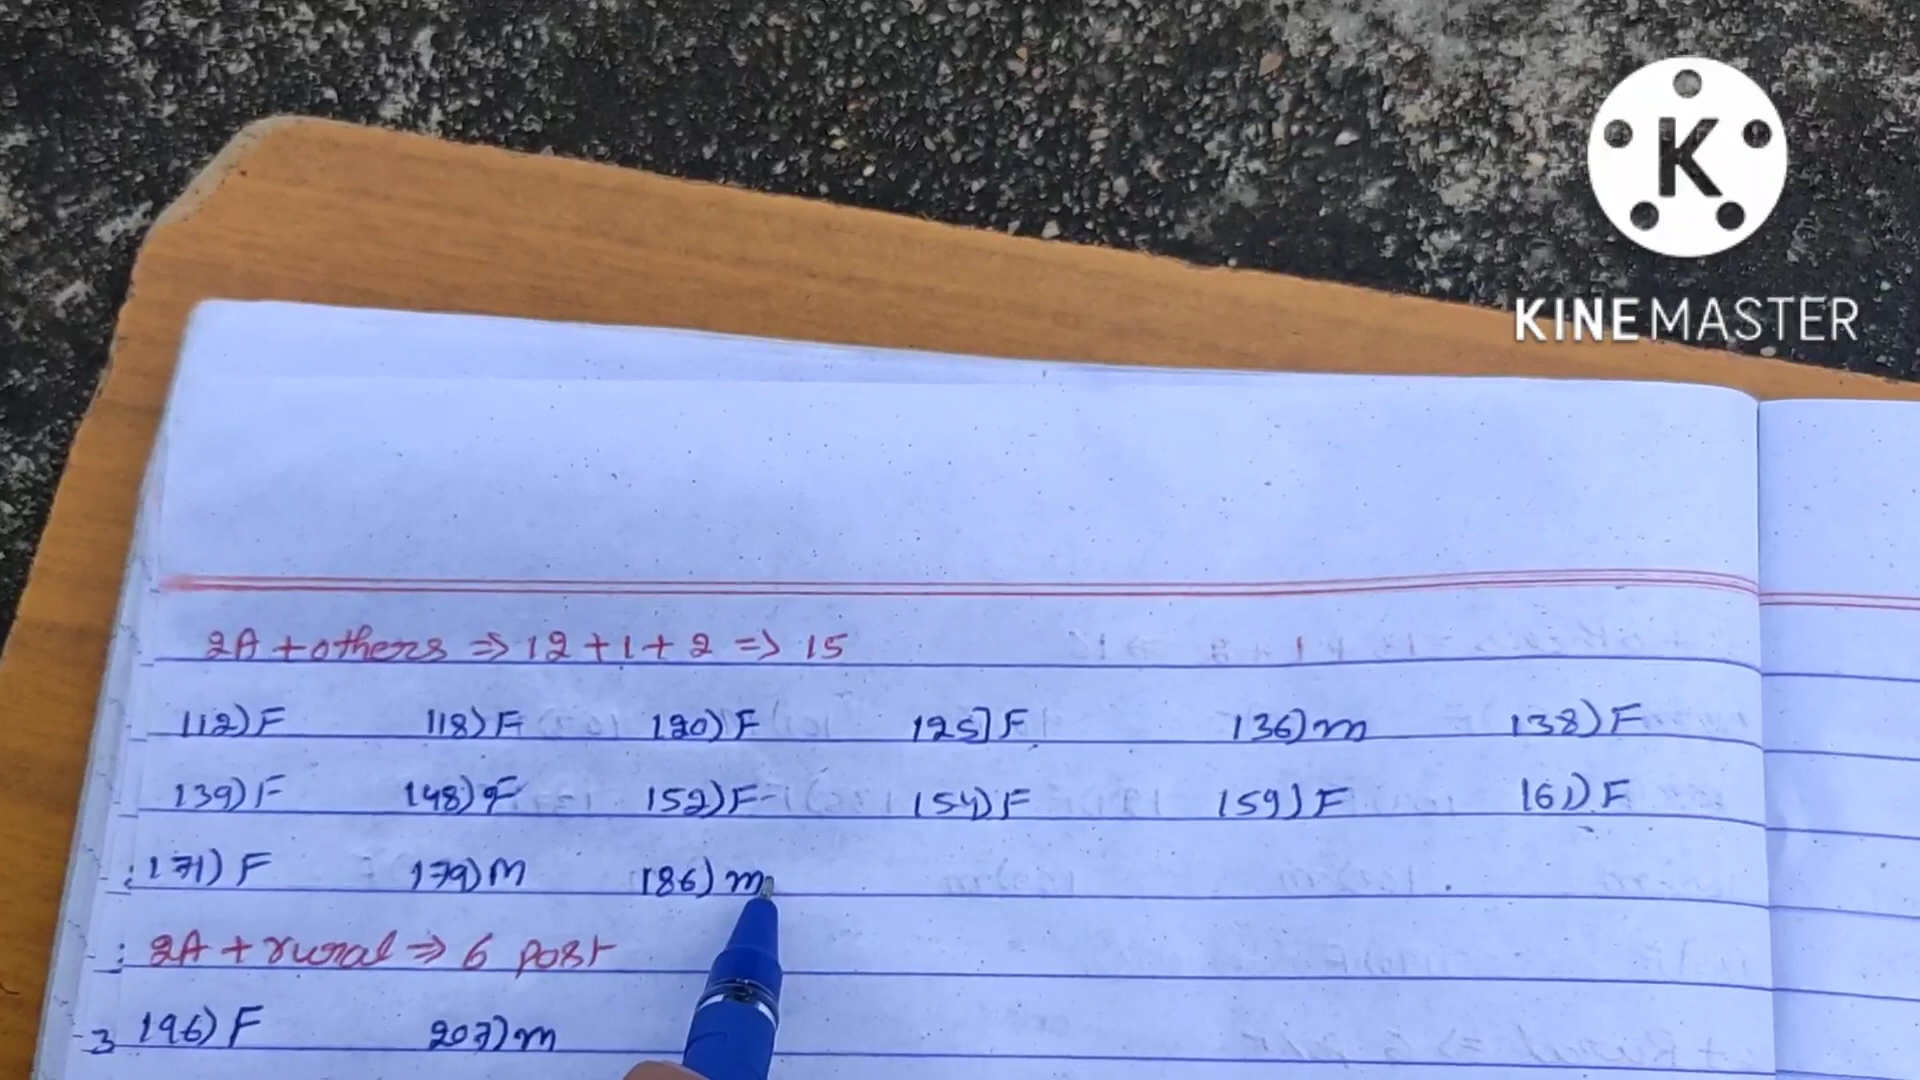 KINEMASTER
2A + others => 12 + 1 + 2 => 15
112) F 118) F 120) F 125] F 136) m 138) F
139) F 148) F 152) F 154) F 159) F 161) F
171) F 179) M 186) m
2A + rural => 6 post
3 196) F 207) m